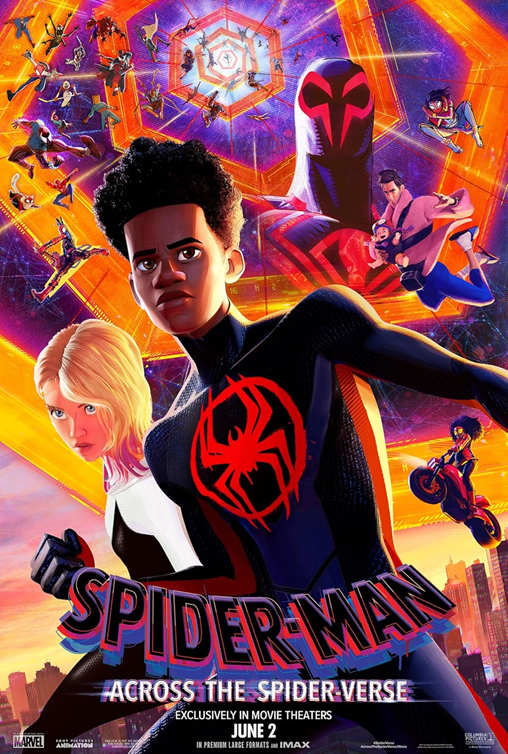 SPIDER-MAN
ACROSS THE SPIDER-VERSE
EXCLUSIVELY IN MOVIE THEATERS
JUNE 2
IN PREMIUM LARGE FORMATS AND IMAX
MARVEL
SONY PICTURES
ANIMATION
COLUMBIA
PICTURES